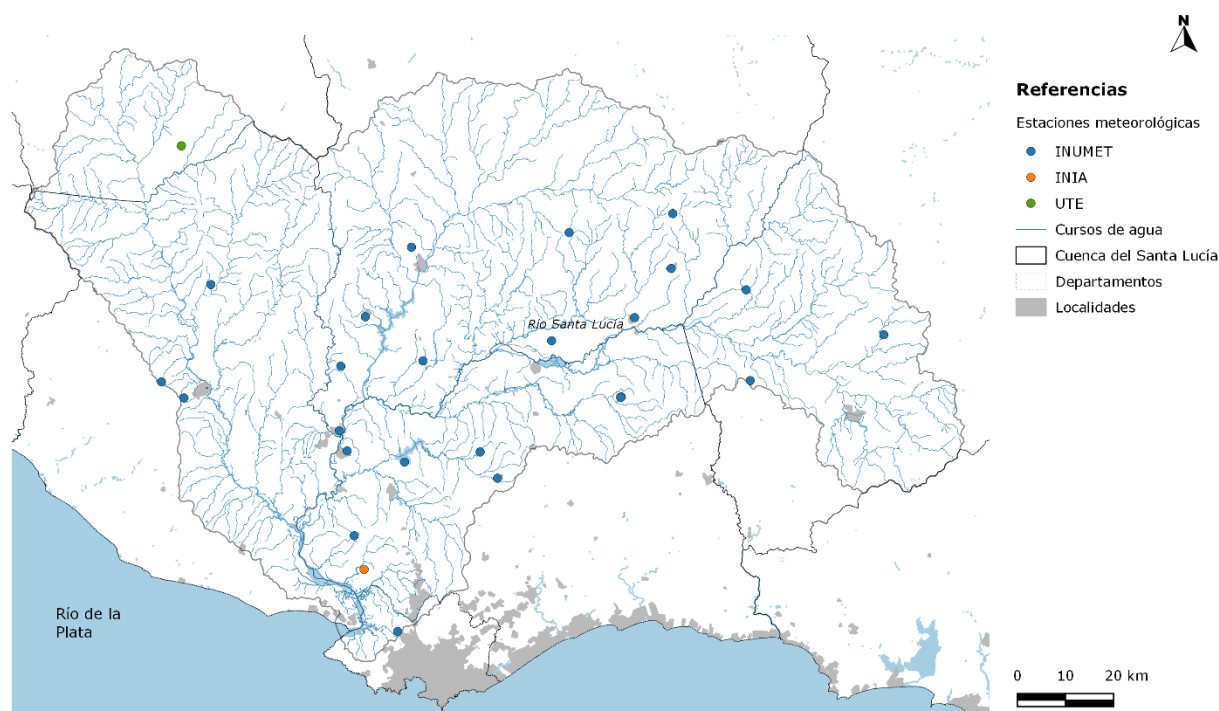 N
Referencias
Estaciones meteorológicas
INUMET
INIA
UTE
Cursos de agua
Cuenca del Santa Lucía
Departamentos
Localidades
Río Santa Lucía
Río de la
Plata
0 10 20 km